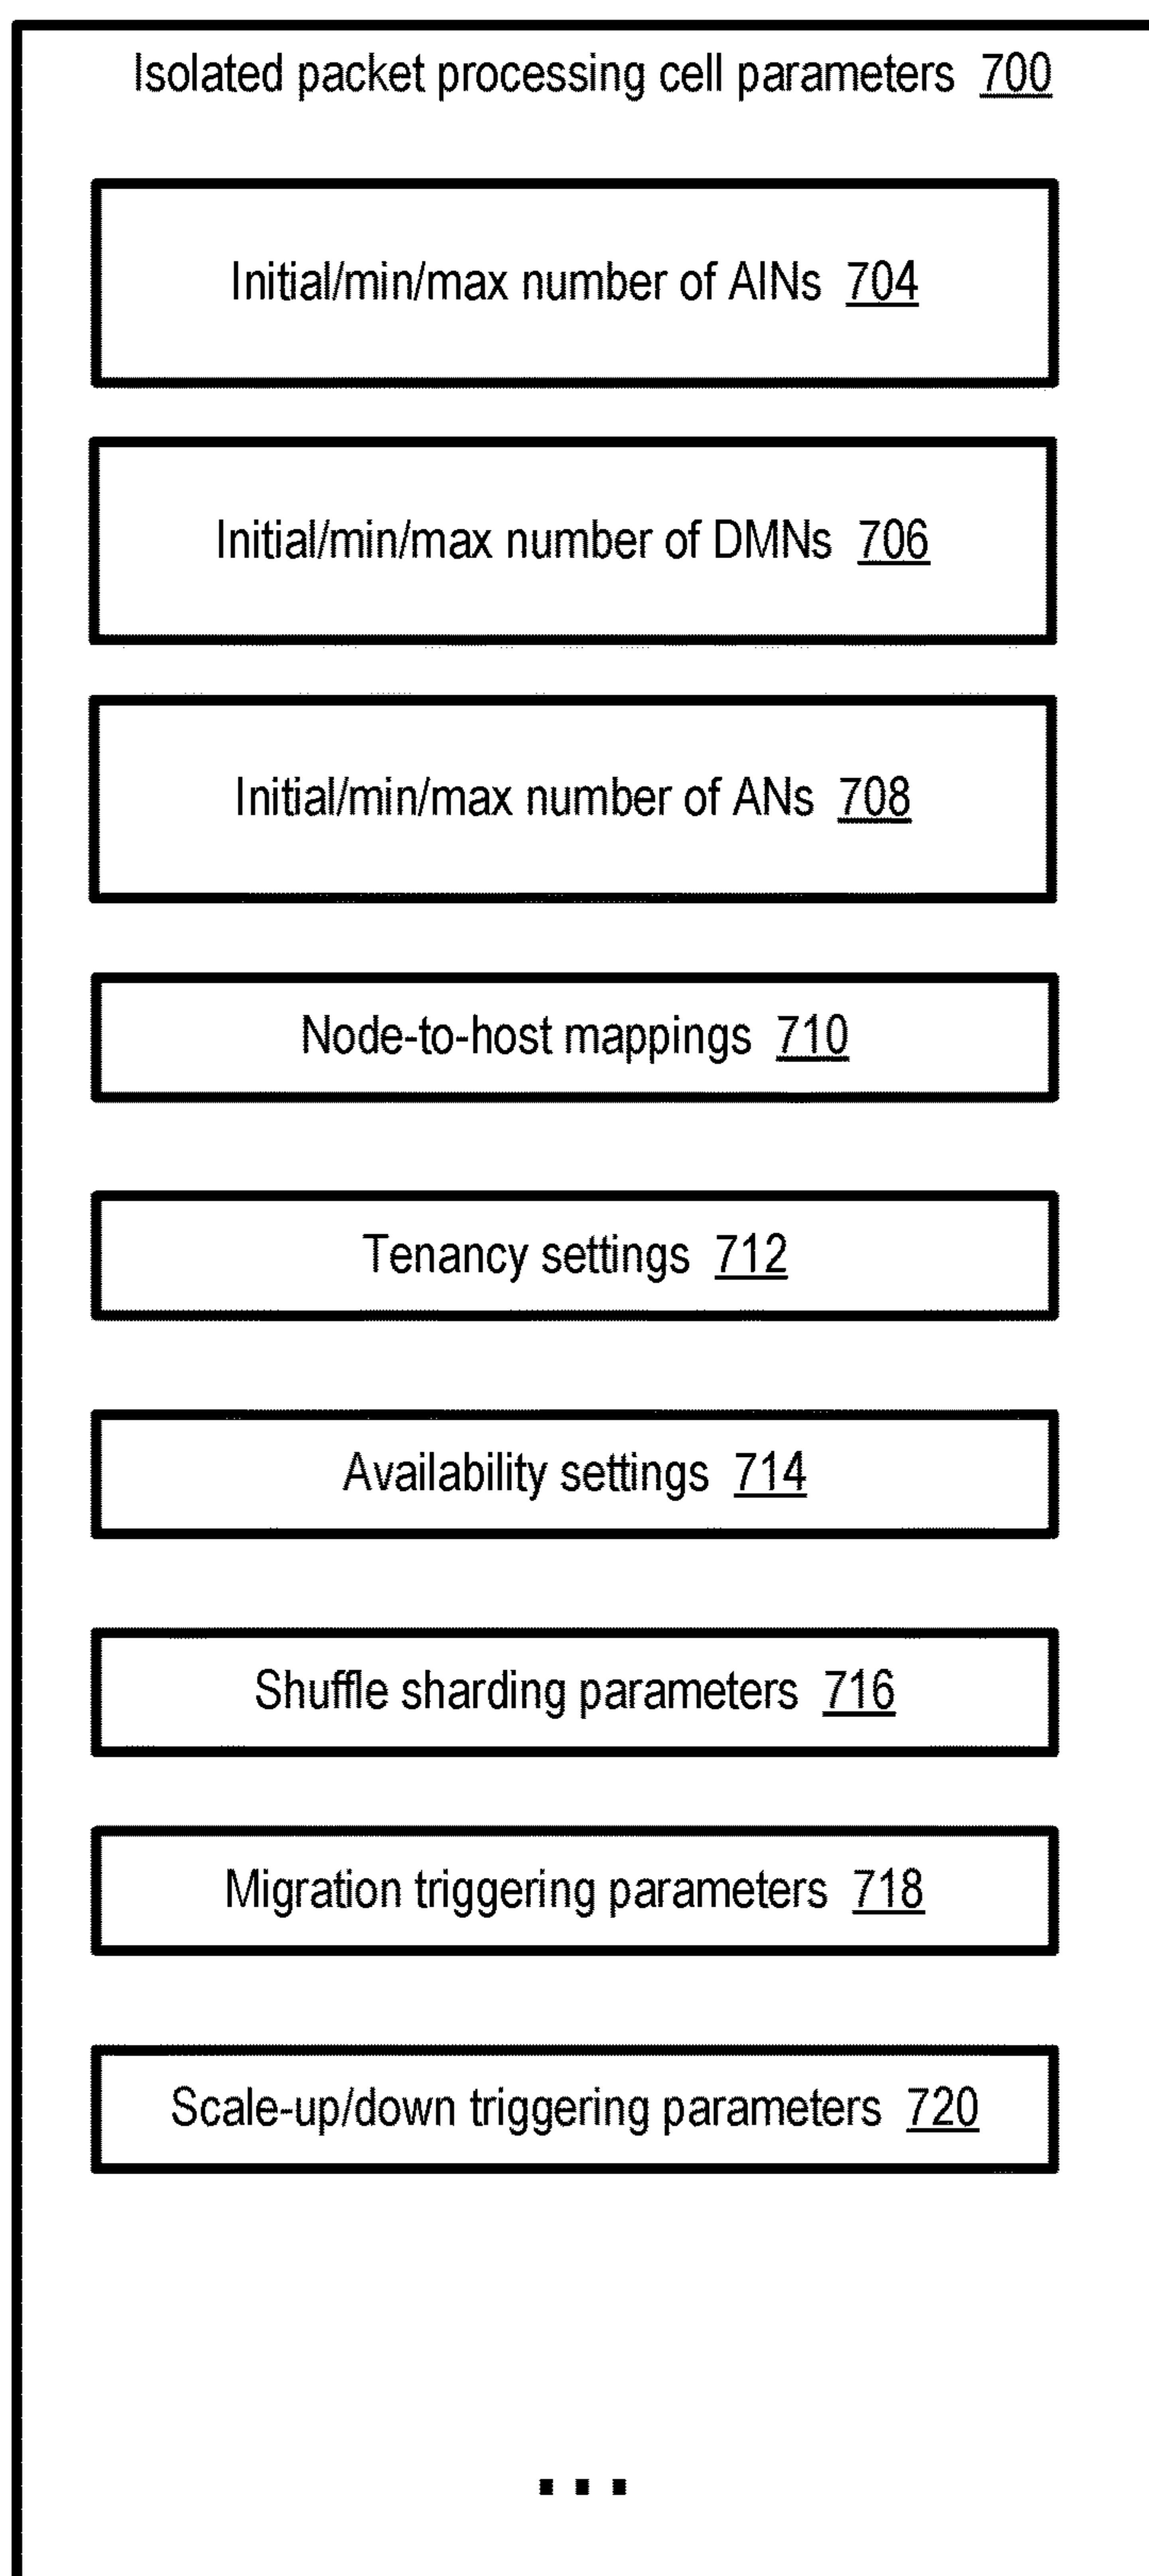 Isolated packet processing cell parameters 700
Initial/min/max number of AINs 704
Initial/min/max number of DMNs 706
Initial/min/max number of ANs 708
Node-to-host mappings 710
Tenancy settings 712
Availability settings 714
Shuffle sharding parameters 716
Migration triggering parameters 718
Scale-up/down triggering parameters 720
...